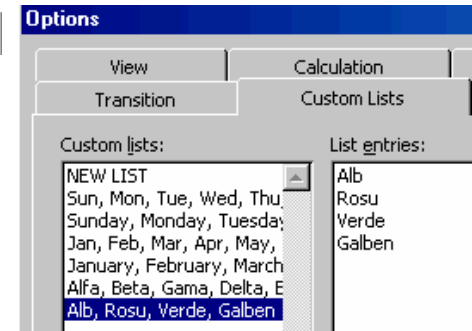 Options
View Calculation
Transition Custom Lists
Custom lists: List entries:
NEW LIST Alb
Sun, Mon, Tue, Wed, Thu, Rosu
Sunday, Monday, Tuesday Verde
Jan, Feb, Mar, Apr, May, Galben
January, February, March
Alfa, Beta, Gama, Delta, E
Alb, Rosu, Verde, Galben